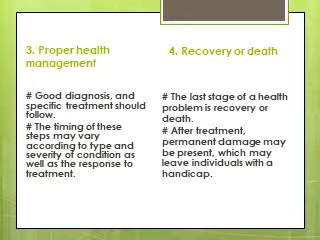 3. Proper health
management
# Good diagnosis, and
specific treatment should
follow.
# The timing of these
steps may vary
according to type and
severity of condition as
well as the response to
treatment.
4. Recovery or death
# The last stage of a health
problem is recovery or
death.
# After treatment,
permanent damage may
be present, which may
leave individuals with a
handicap.